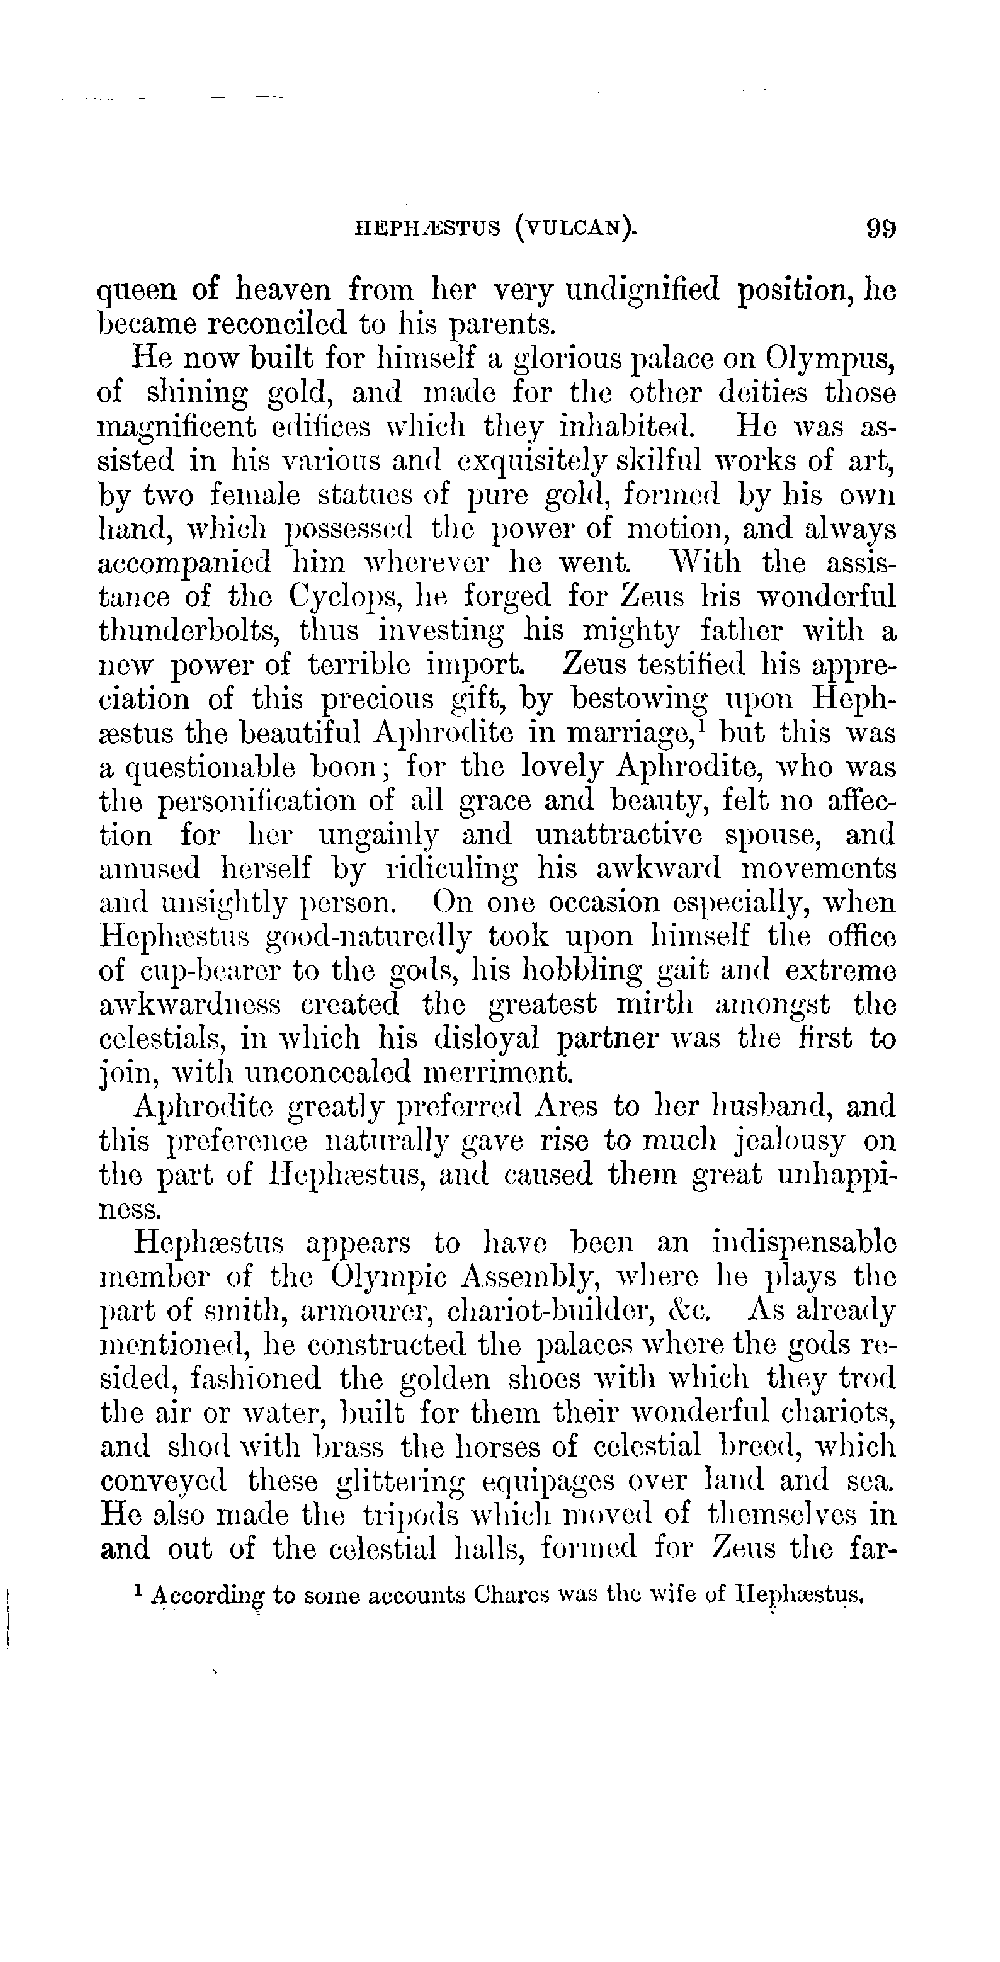 HEPHÆSTUS (VULCAN). 99
queen of heaven from her very undignified position, he
became reconciled to his parents.
He now built for himself a glorious palace on Olympus,
of shining gold, and made for the other deities those
magnificent edifices which they inhabited. He was as-
sisted in his various and exquisitely skilful works of art,
by two female statues of pure gold, formed by his own
hand, which possessed the power of motion, and always
accompanied him wherever he went. With the assis-
tance of the Cyclops, he forged for Zeus his wonderful
thunderbolts, thus investing his mighty father with a
new power of terrible import. Zeus testified his appre-
ciation of this precious gift, by bestowing upon Heph-
æstus the beautiful Aphrodite in marriage,¹ but this was
a questionable boon; for the lovely Aphrodite, who was
the personification of all grace and beauty, felt no affec-
tion for her ungainly and unattractive spouse, and
amused herself by ridiculing his awkward movements
and unsightly person. On one occasion especially, when
Hephæstus good-naturedly took upon himself the office
of cup-bearer to the gods, his hobbling gait and extreme
awkwardness created the greatest mirth amongst the
celestials, in which his disloyal partner was the first to
join, with unconcealed merriment.
Aphrodite greatly preferred Ares to her husband, and
this preference naturally gave rise to much jealousy on
the part of Hephæstus, and caused them great unhappi-
ness.
Hephæstus appears to have been an indispensable
member of the Olympic Assembly, where he plays the
part of smith, armourer, chariot-builder, &c. As already
mentioned, he constructed the palaces where the gods re-
sided, fashioned the golden shoes with which they trod
the air or water, built for them their wonderful chariots,
and shod with brass the horses of celestial breed, which
conveyed these glittering equipages over land and sea.
He also made the tripods which moved of themselves in
and out of the celestial halls, formed for Zeus the far-
¹ According to some accounts Chares was the wife of Hephæstus.